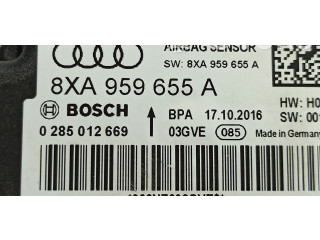 AIRBAG SENSOR
SW: 8XA 959 655 A
8XA 959 655 A
HW: H0
BOSCH BPA 17.10.2016 SW: 001
0 285 012 669 03GVE 085 Made in Germany